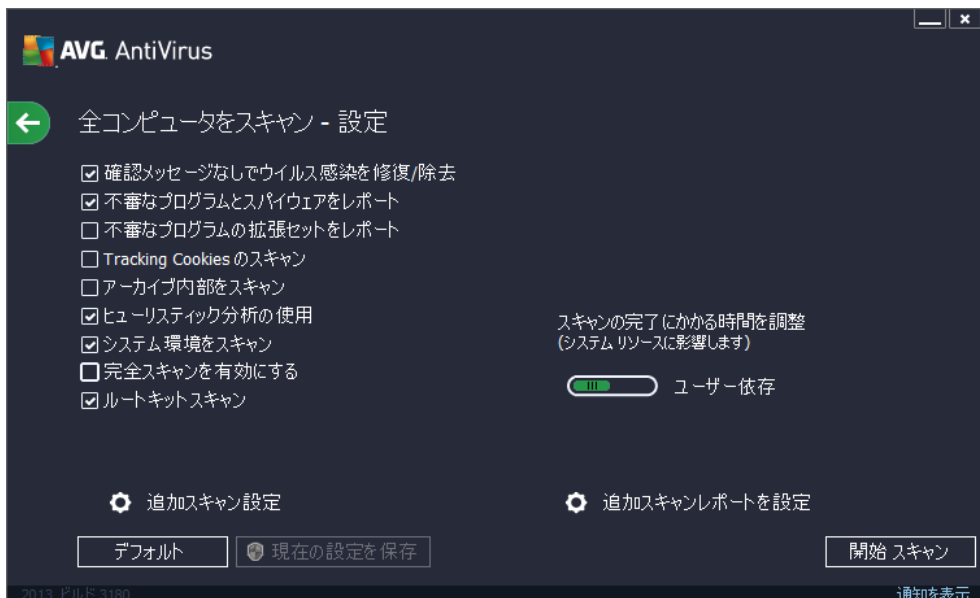 AVG. AntiVirus
全コンピュータをスキャン - 設定
確認メッセージなしでウイルス感染を修復/除去
不審なプログラムとスパイウェアをレポート
不審なプログラムの拡張セットをレポート
Tracking Cookies のスキャン
アーカイブ内部をスキャン
ヒューリスティック分析の使用
システム環境をスキャン
完全スキャンを有効にする
ルートキットスキャン
スキャンの完了にかかる時間を調整
(システム リソースに影響します)
ユーザー依存
追加スキャン設定
追加スキャンレポートを設定
デフォルト
現在の設定を保存
開始 スキャン
2013 ビルド 3180
通知を表示